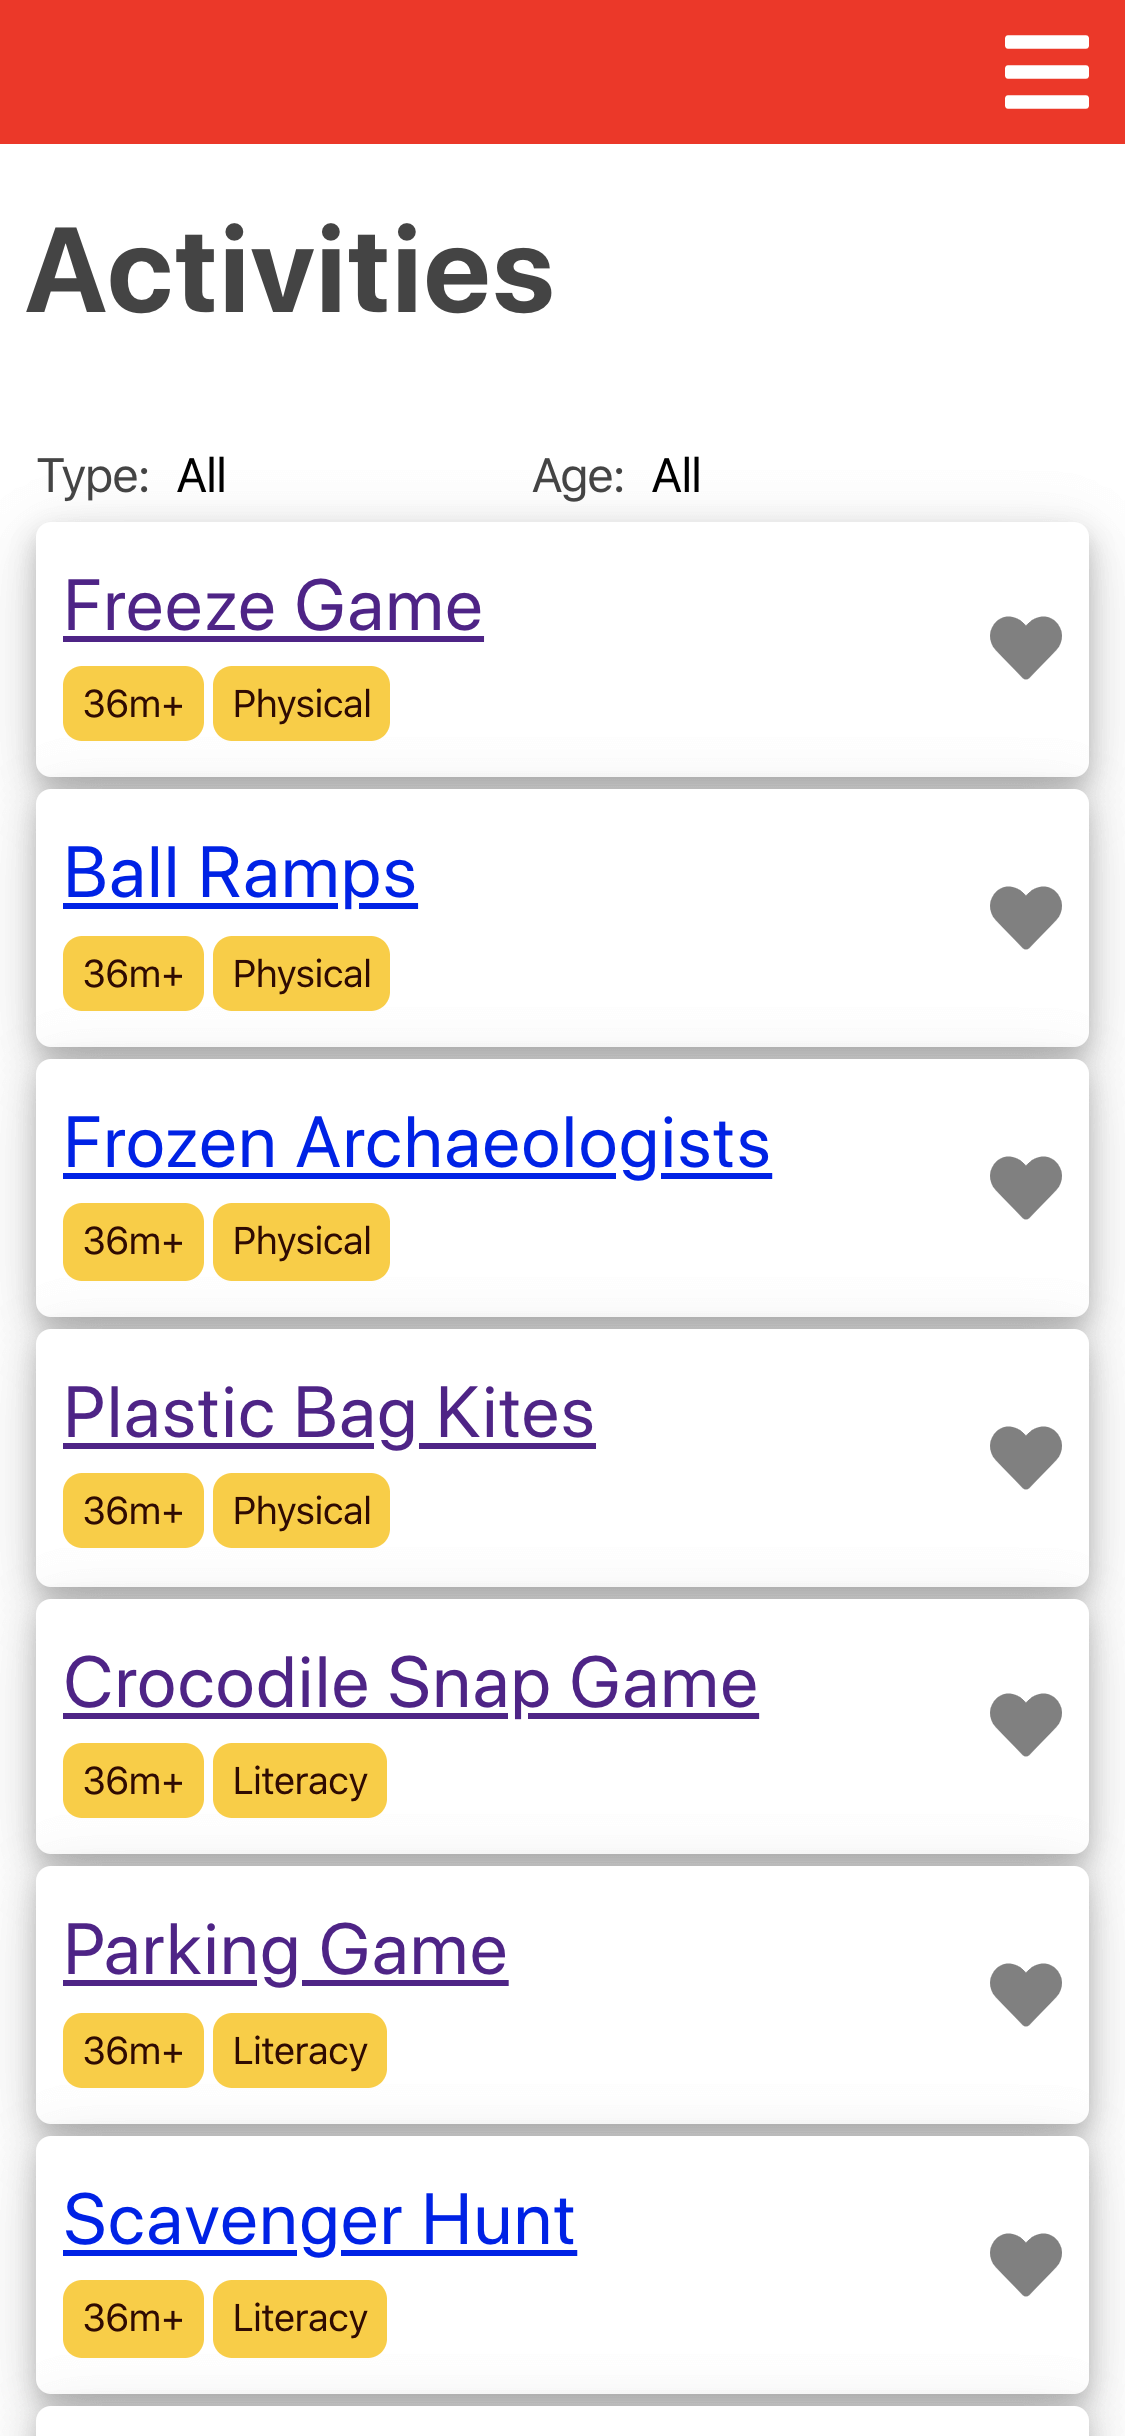 Activities
Type: All Age: All
Freeze Game
36m+ Physical
Ball Ramps
36m+ Physical
Frozen Archaeologists
36m+ Physical
Plastic Bag Kites
36m+ Physical
Crocodile Snap Game
36m+ Literacy
Parking Game
36m+ Literacy
Scavenger Hunt
36m+ Literacy